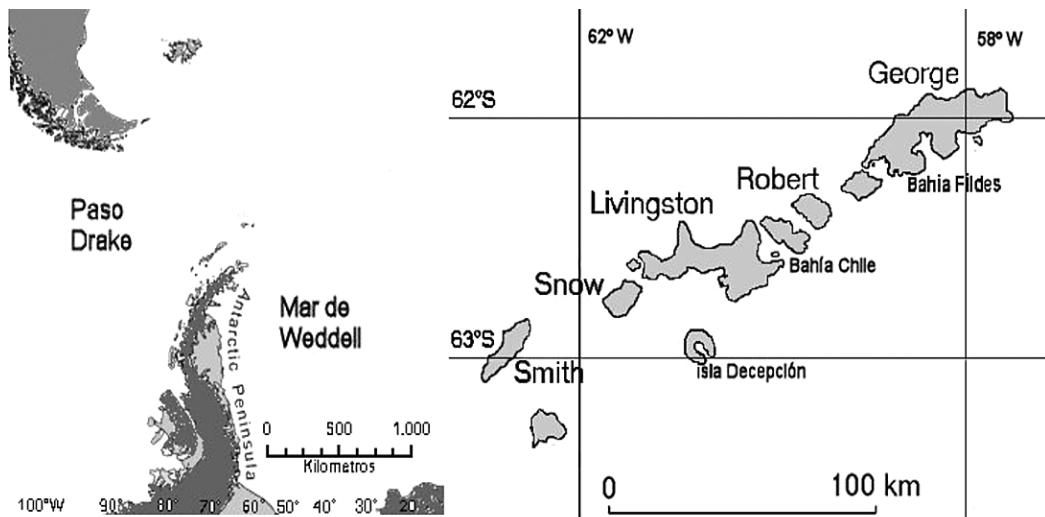 Paso
Drake
Mar de
Weddell
Antarctic Peninsula
0 500 1.000
Kilometros
100°W 90° 80° 70° 60° 50° 40° 30° 20°
62° W
58° W
62°S
George
Bahia Fildes
Robert
Livingston
Bahía Chile
Snow
63°S
Smith
Isla Decepción
0 100 km